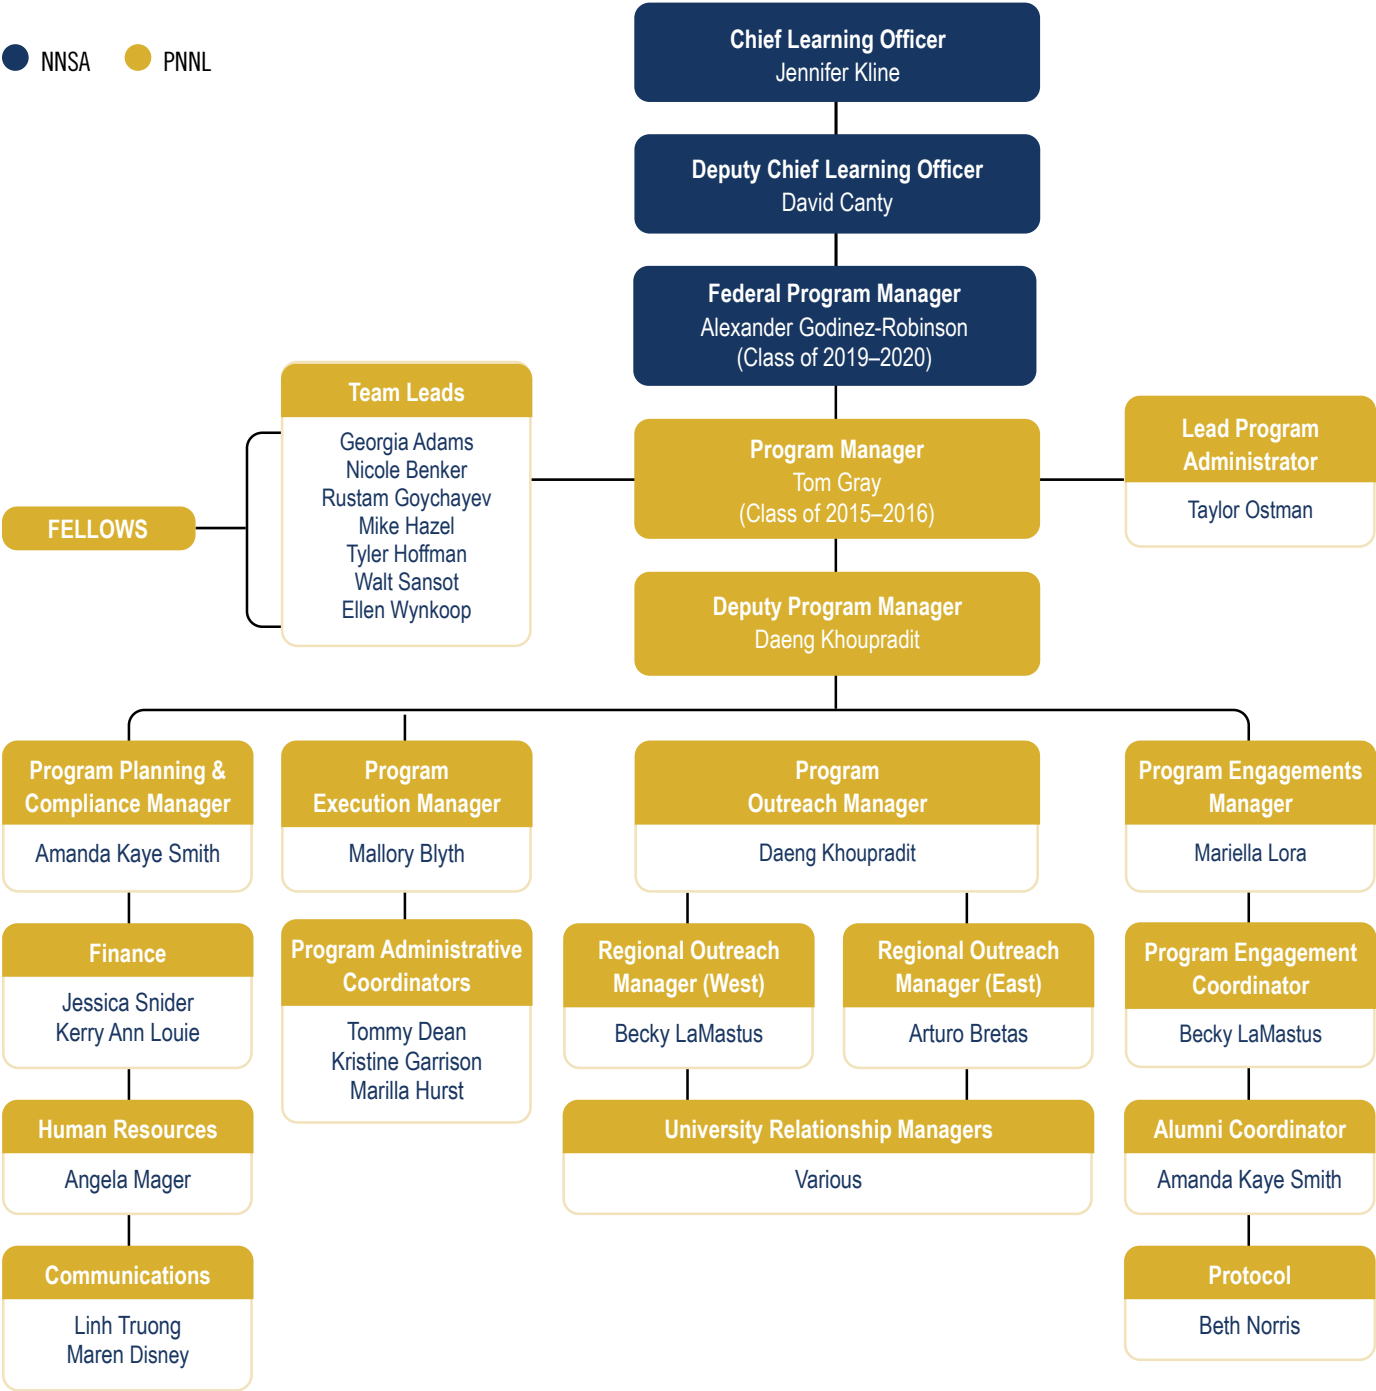 NNSA
PNNL
Chief Learning Officer
Jennifer Kline
Deputy Chief Learning Officer
David Canty
Federal Program Manager
Alexander Godinez-Robinson
(Class of 2019–2020)
Team Leads
Georgia Adams
Nicole Benker
Rustam Goychayev
Mike Hazel
Tyler Hoffman
Walt Sansot
Ellen Wynkoop
FELLOWS
Program Manager
Tom Gray
(Class of 2015–2016)
Lead Program
Administrator
Taylor Ostman
Deputy Program Manager
Daeng Khoupradit
Program Planning &
Compliance Manager
Amanda Kaye Smith
Finance
Jessica Snider
Kerry Ann Louie
Human Resources
Angela Mager
Communications
Linh Truong
Maren Disney
Program
Execution Manager
Mallory Blyth
Program Administrative
Coordinators
Tommy Dean
Kristine Garrison
Marilla Hurst
Program
Outreach Manager
Daeng Khoupradit
Regional Outreach
Manager (West)
Becky LaMastus
Regional Outreach
Manager (East)
Arturo Bretas
University Relationship Managers
Various
Program Engagements
Manager
Mariella Lora
Program Engagement
Coordinator
Becky LaMastus
Alumni Coordinator
Amanda Kaye Smith
Protocol
Beth Norris